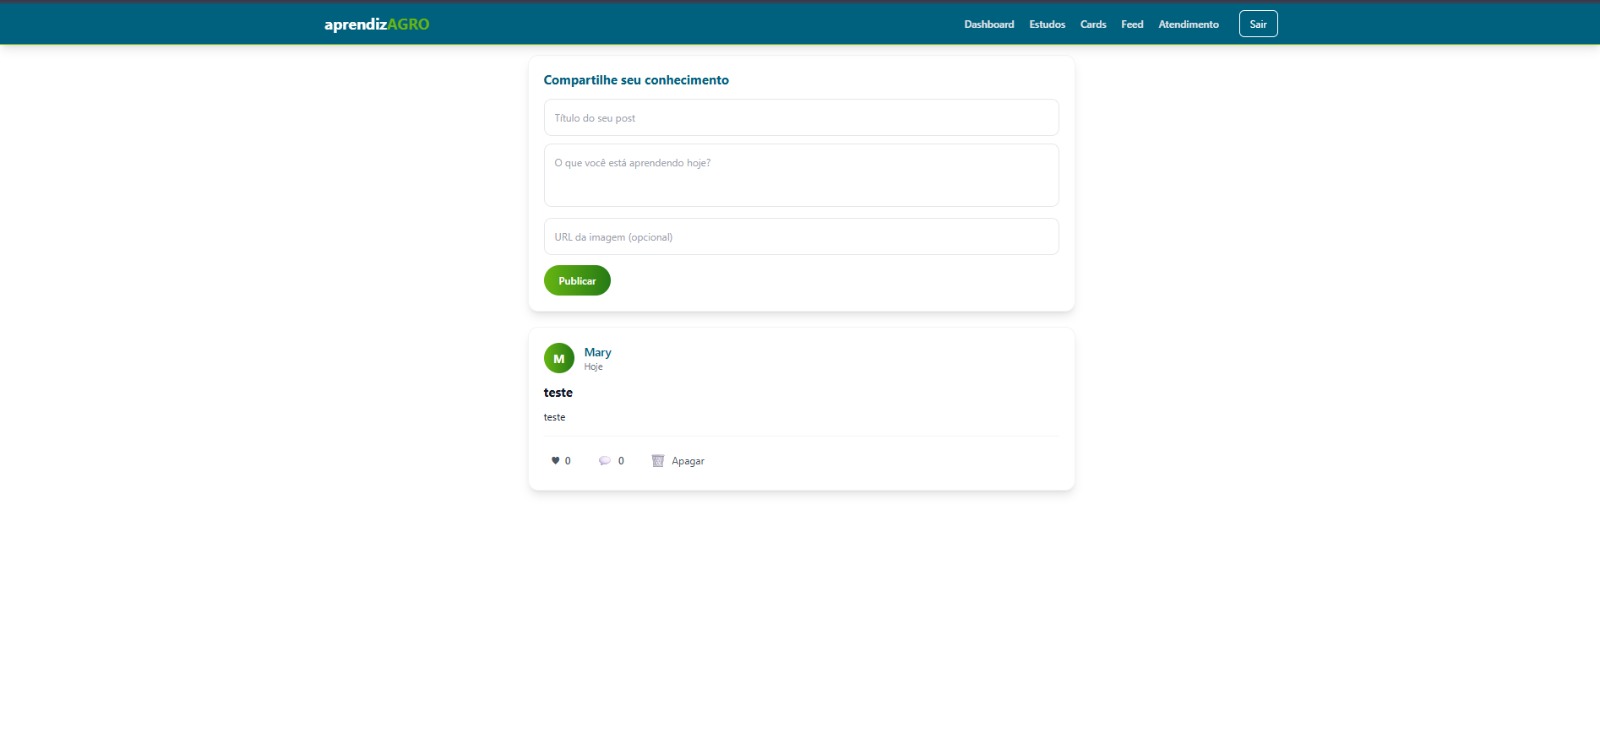 aprendizAGRO Dashboard Estudos Cards Feed Atendimento Sair
Compartilhe seu conhecimento
Título do seu post
O que você está aprendendo hoje?
URL da imagem (opcional)
Publicar
M Mary
Hoje
teste
teste
0 0 Apagar